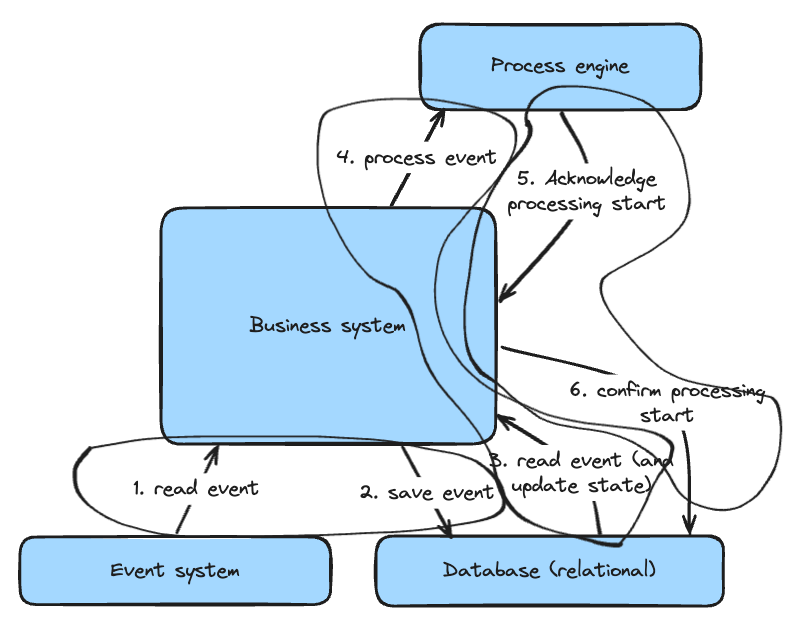 Process engine
4. process event
5. Acknowledge
processing start
Business system
6. confirm processing
start
3. read event (and
update state)
1. read event
2. save event
Event system
Database (relational)